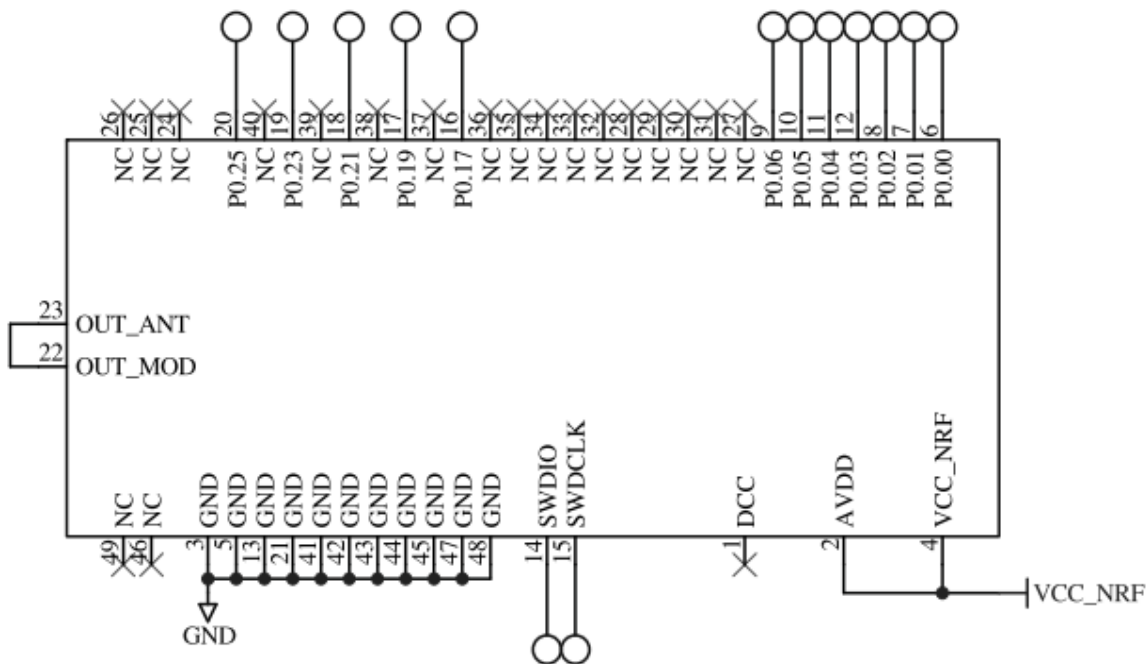 26 25 24 20 40 19 39 18 38 17 37 16 36 35 34 33 32 28 29 30 31 27 9 10 11 12 8 7 6
NC NC NC P0.25 NC P0.23 NC P0.21 NC P0.19 NC P0.17 NC NC NC NC NC NC NC NC NC NC P0.06 P0.05 P0.04 P0.03 P0.02 P0.01 P0.00
23 OUT_ANT
22 OUT_MOD
NC NC GND GND GND GND GND GND GND GND GND GND GND SWDIO SWDCLK DCC AVDD VCC_NRF
49 46 3 5 13 21 41 42 43 44 45 47 48 14 15 1 2 4
VCC_NRF
GND